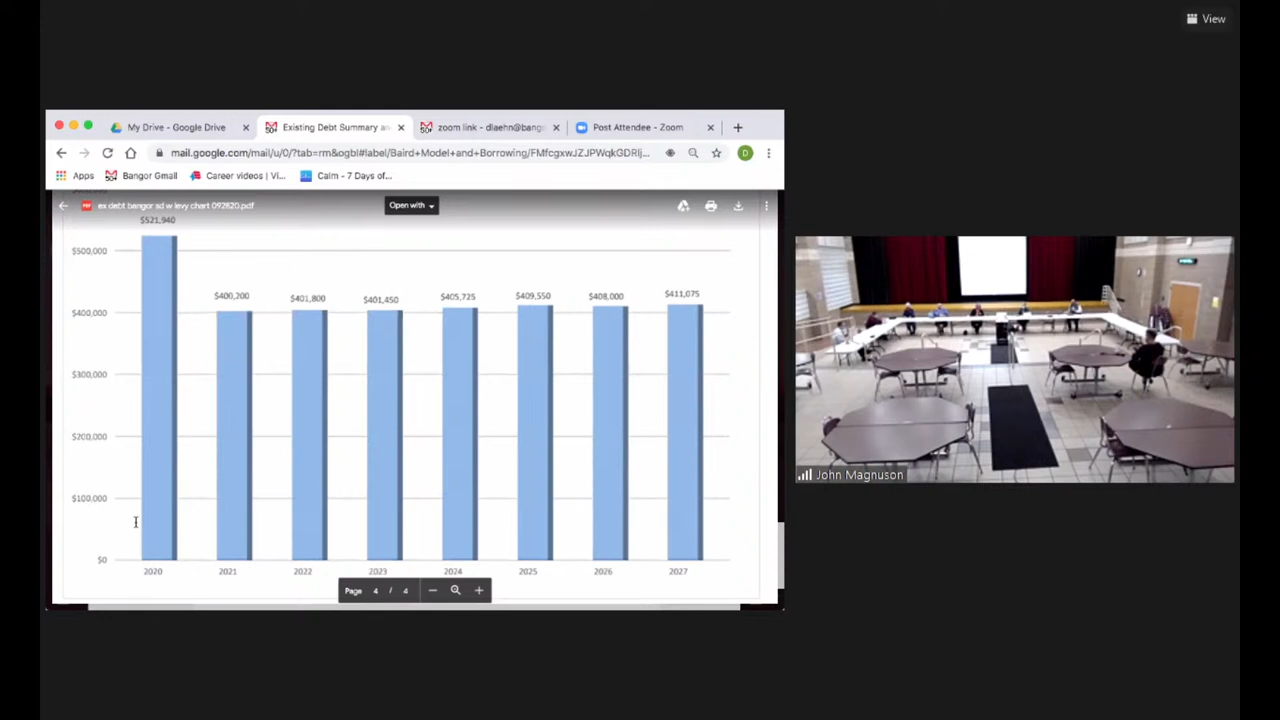 View
My Drive - Google Drive
Existing Debt Summary an
zoom link - dlaehn@bango
Post Attendee - Zoom
mail.google.com/mail/u/0/?tab=rm&ogbl#label/Baird+Model+and+Borrowing/FMfcgxwJZJPWqkGDRlj...
D
Apps
Bangor Gmail
Career videos | Vi...
Calm - 7 Days of...
ex debt bangor sd w levy chart 092820.pdf
Open with
$521,940
$500,000
$400,200
$401,800
$401,450
$405,725
$409,550
$408,000
$411,075
$400,000
$300,000
$200,000
$100,000
$0
2020
2021
2022
2023
2024
2025
2026
2027
Page 4 / 4
John Magnuson